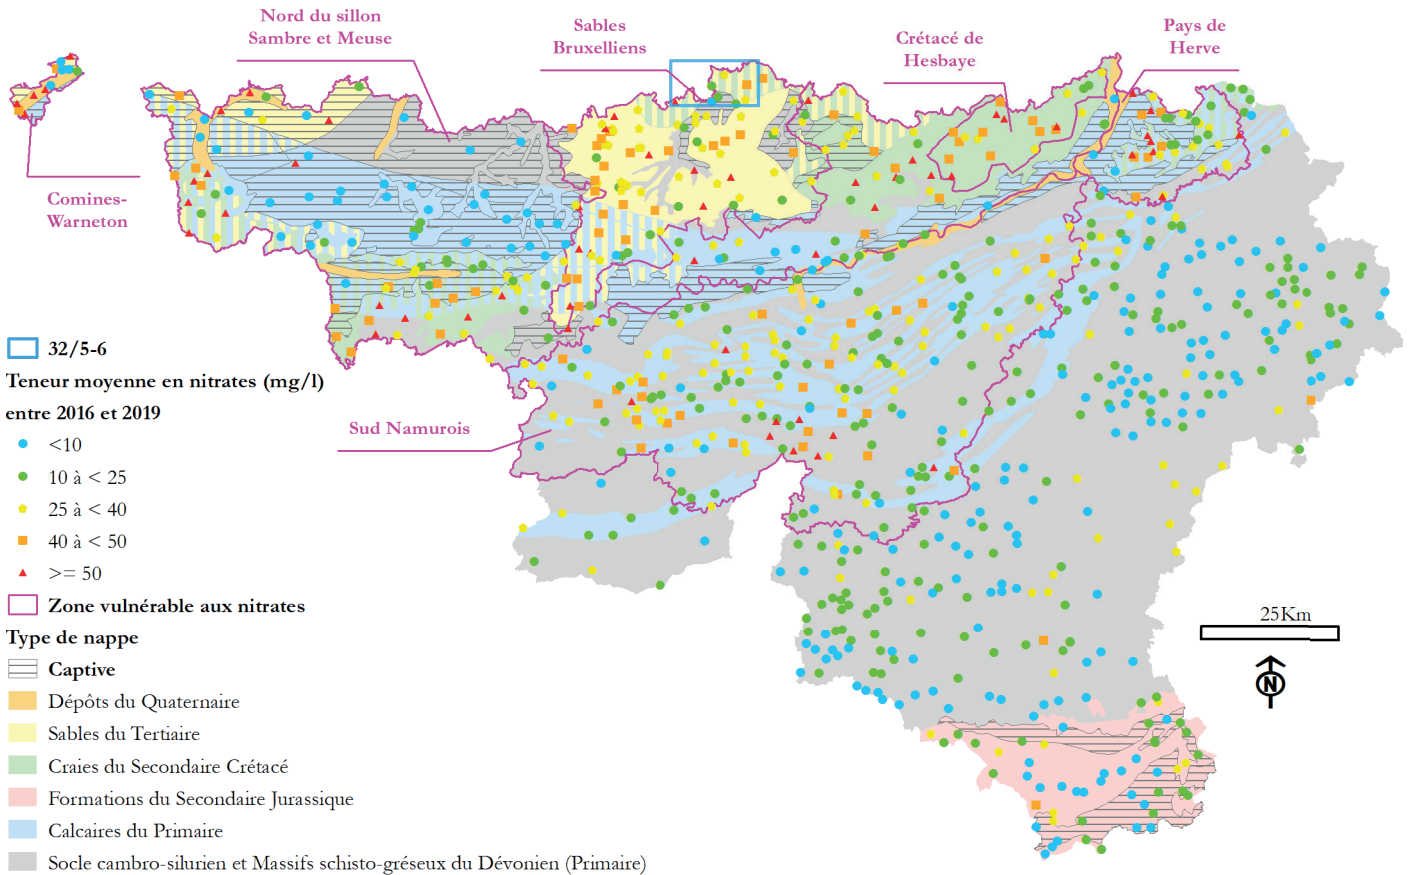 Nord du sillon
Sambre et Meuse
Sables
Bruxelliens
Crétacé de
Hesbaye
Pays de
Herve
Comines-
Warneton
Sud Namurois
32/5-6
Teneur moyenne en nitrates (mg/l)
entre 2016 et 2019
<10
10 à < 25
25 à < 40
40 à < 50
>= 50
Zone vulnérable aux nitrates
Type de nappe
Captive
Dépôts du Quaternaire
Sables du Tertiaire
Craies du Secondaire Crétacé
Formations du Secondaire Jurassique
Calcaires du Primaire
Socle cambro-silurien et Massifs schisto-gréseux du Dévonien (Primaire)
25Km
N